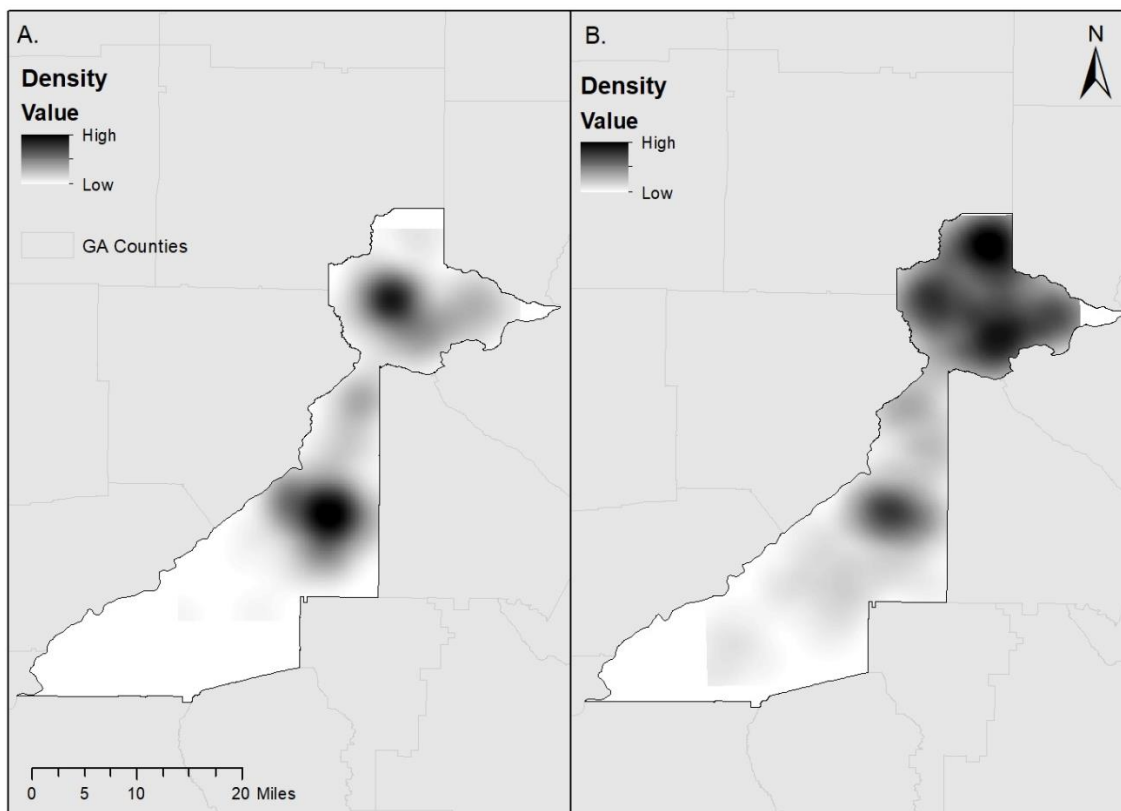 A.
Density
Value
High
Low
GA Counties
0 5 10 20 Miles
B.
N
Density
Value
High
Low